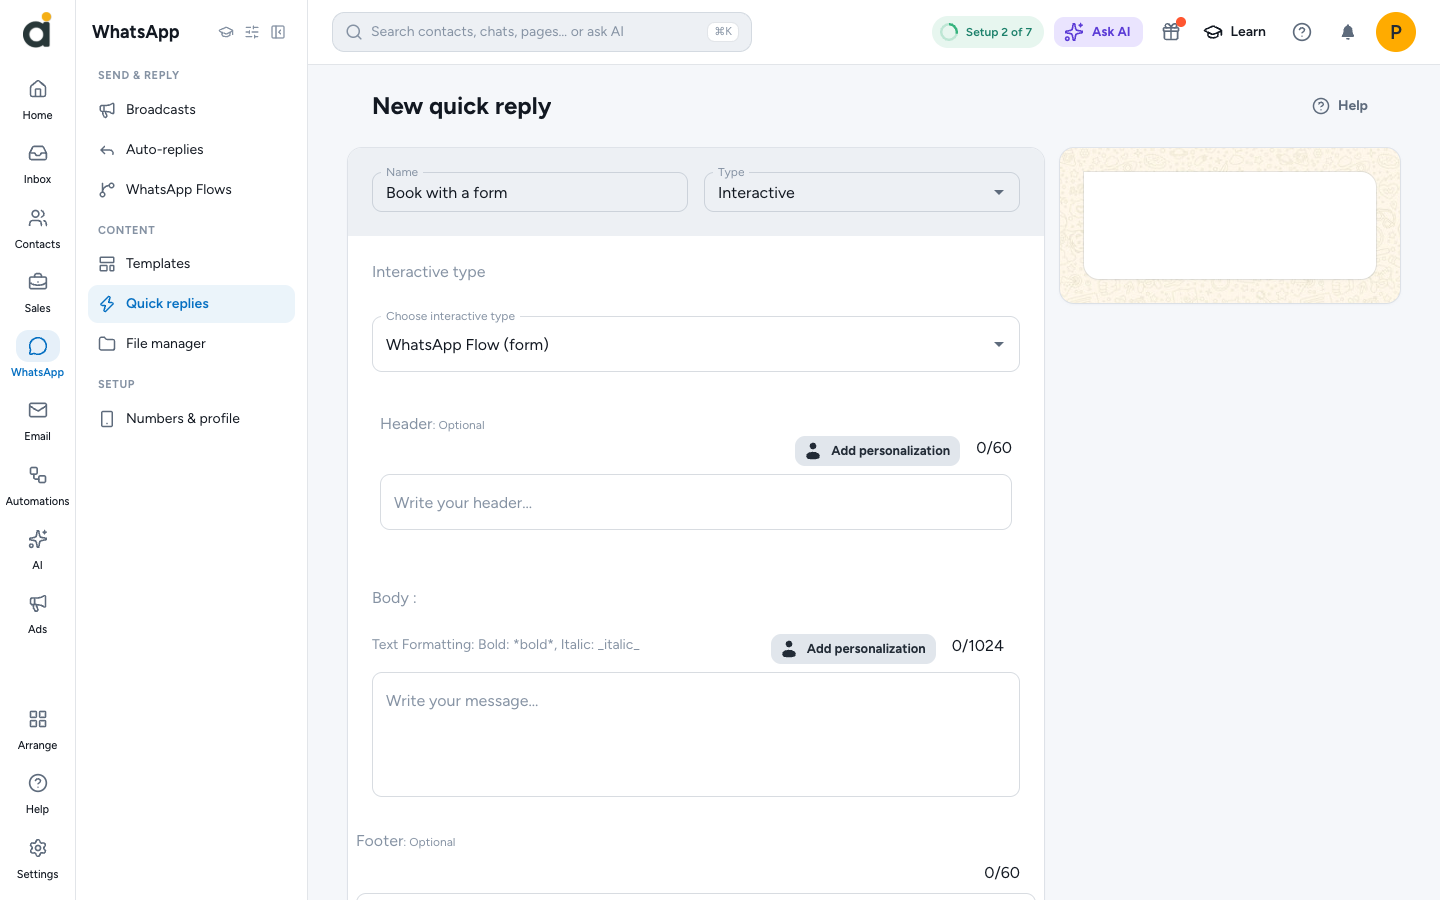 WhatsApp
Search contacts, chats, pages... or ask AI
⌘K
Setup 2 of 7
Ask AI
Learn
P
Home
Inbox
Contacts
Sales
WhatsApp
Email
Automations
AI
Ads
Arrange
Help
Settings
SEND & REPLY
Broadcasts
Auto-replies
WhatsApp Flows
CONTENT
Templates
Quick replies
File manager
SETUP
Numbers & profile
New quick reply
Help
Name
Book with a form
Type
Interactive
Interactive type
Choose interactive type
WhatsApp Flow (form)
Header: Optional
Add personalization
0/60
Write your header...
Body :
Text Formatting: Bold: *bold*, Italic: _italic_
Add personalization
0/1024
Write your message...
Footer: Optional
0/60